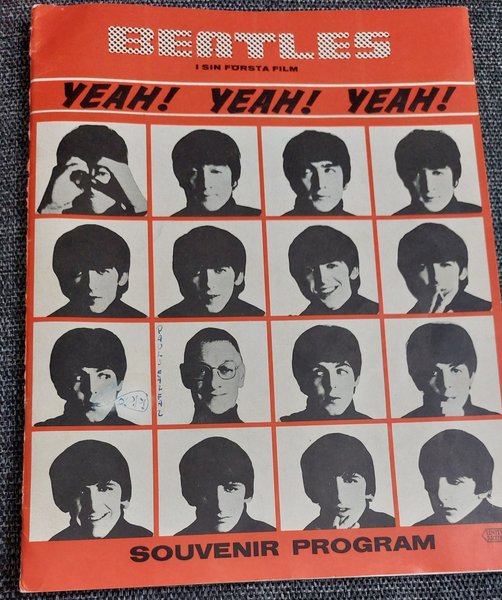 BEATLES
I SIN FÖRSTA FILM
YEAH! YEAH! YEAH!
SOUVENIR PROGRAM